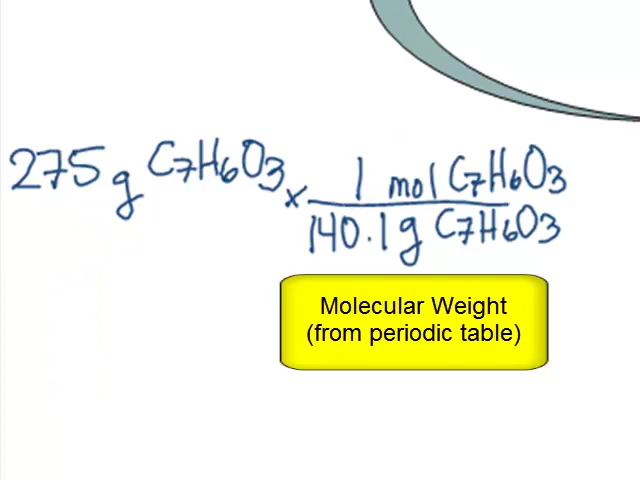 275 g C7H6O3 × 1 mol C7H6O3
140.1 g C7H6O3
Molecular Weight
(from periodic table)